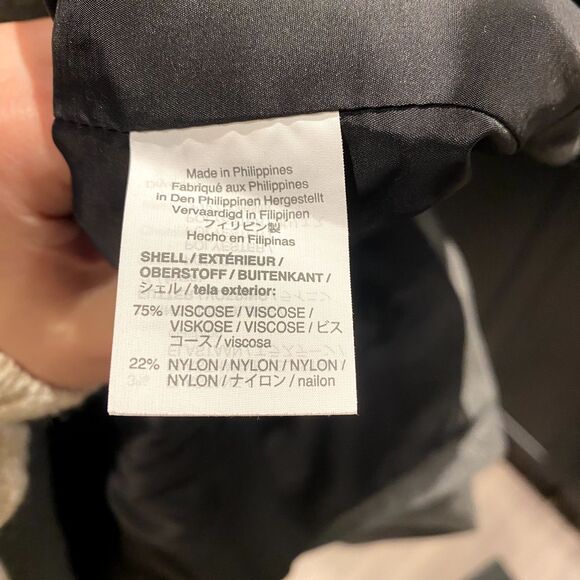 Made in Philippines
Fabriqué aux Philippines
in Den Philippinen Hergestellt
Vervaardigd in Filipijnen
フィリピン製
Hecho en Filipinas
SHELL / EXTÉRIEUR /
OBERSTOFF / BUITENKANT /
シェル / tela exterior:
75% VISCOSE / VISCOSE /
VISKOSE / VISCOSE / ビス
コース / viscosa
22% NYLON / NYLON / NYLON /
NYLON / ナイロン / nailon